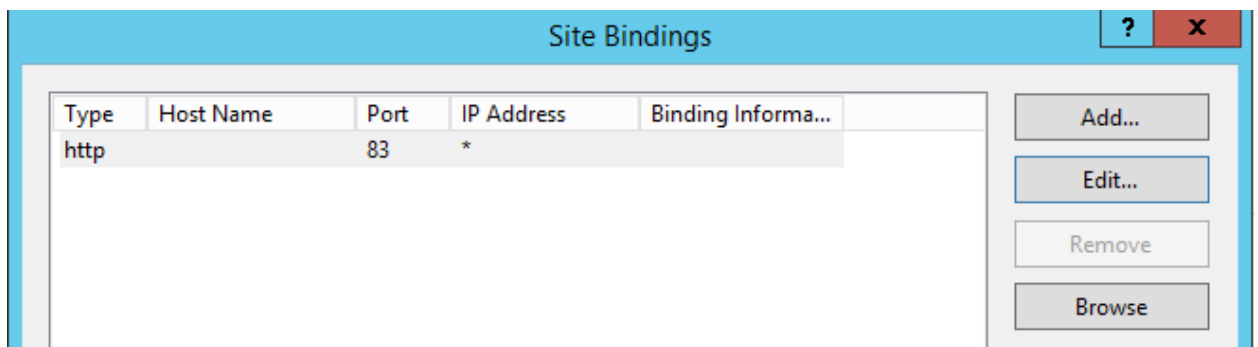 Site Bindings
?
x
Type Host Name Port IP Address Binding Informa...
http 83 *
Add...
Edit...
Remove
Browse